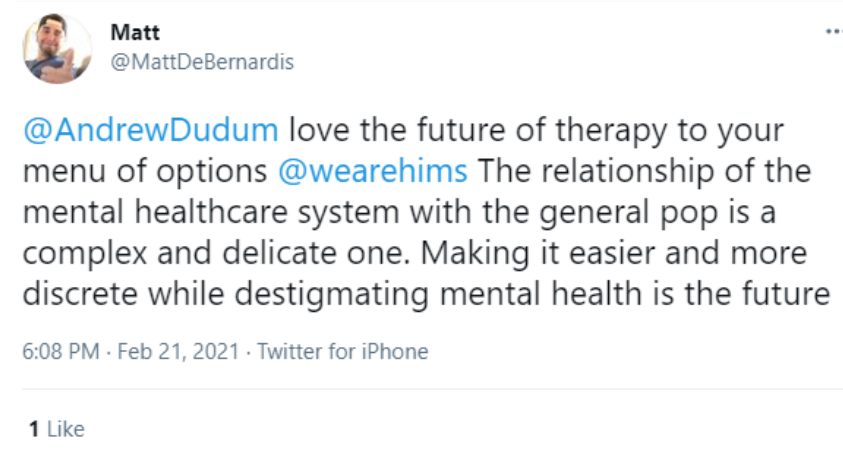 Matt
@MattDeBernardis
@AndrewDudum love the future of therapy to your
menu of options @wearehims The relationship of the
mental healthcare system with the general pop is a
complex and delicate one. Making it easier and more
discrete while destigmating mental health is the future
6:08 PM · Feb 21, 2021 · Twitter for iPhone
1 Like